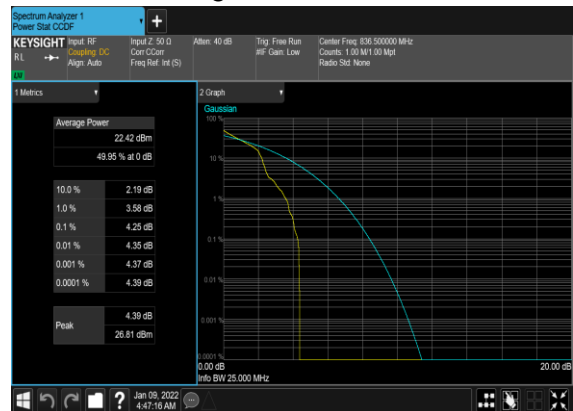 Spectrum Analyzer 1
Power Stat CCDF
KEYSIGHT Input: RF Input Z: 50 Ω Atten: 40 dB Trig: Free Run Center Freq: 836.500000 MHz
RL Coupling: DC Corr CCorr #IF Gain: Low Counts: 1.00 M/1.00 Mpt
Align: Auto Freq Ref: Int (S) Radio Std: None
LW
1 Metrics
2 Graph
Average Power
22.42 dBm
49.95 % at 0 dB
10.0 % 2.19 dB
1.0 % 3.58 dB
0.1 % 4.25 dB
0.01 % 4.35 dB
0.001 % 4.37 dB
0.0001 % 4.39 dB
Peak 4.39 dB
26.81 dBm
Gaussian
100 %
10 %
1 %
0.1 %
0.01 %
0.001 %
0.0001 %
0.00 dB 20.00 dB
Info BW 25.000 MHz
? Jan 09, 2022
4:47:16 AM